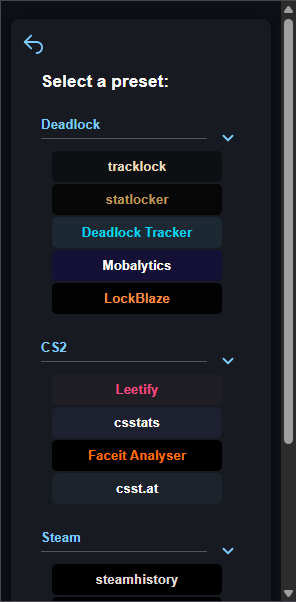 Select a preset:
Deadlock
tracklock
statlocker
Deadlock Tracker
Mobalytics
LockBlaze
CS2
Leetify
csstats
Faceit Analyser
csst.at
Steam
steamhistory